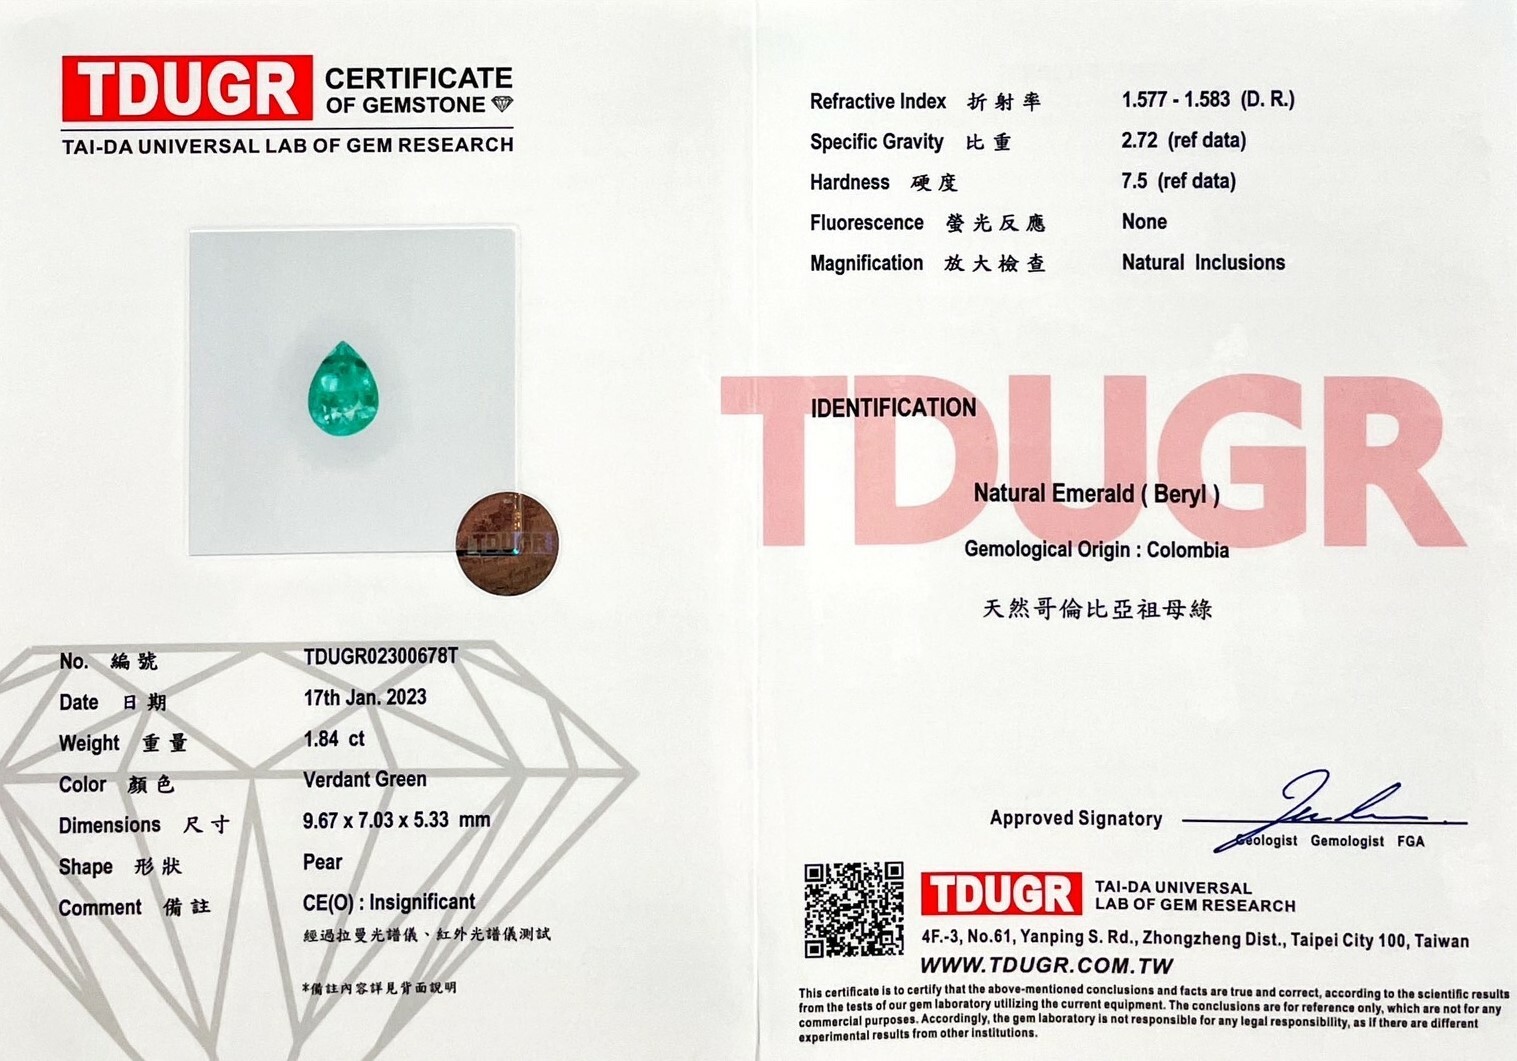 TDUGR CERTIFICATE
OF GEMSTONE
TAI-DA UNIVERSAL LAB OF GEM RESEARCH
TDUGR
No. 編號 TDUGR02300678T
Date 日期 17th Jan. 2023
Weight 重量 1.84 ct
Color 顏色 Verdant Green
Dimensions 尺寸 9.67 x 7.03 x 5.33 mm
Shape 形狀 Pear
Comment 備註 CE(O) : Insignificant
經過拉曼光譜儀、紅外光譜儀測試
*備註內容詳見背面說明
Refractive Index 折射率 1.577 - 1.583 (D. R.)
Specific Gravity 比重 2.72 (ref data)
Hardness 硬度 7.5 (ref data)
Fluorescence 螢光反應 None
Magnification 放大檢查 Natural Inclusions
TDUGR
IDENTIFICATION
Natural Emerald ( Beryl )
Gemological Origin : Colombia
天然哥倫比亞祖母綠
Approved Signatory
Geologist Gemologist FGA
TDUGR TAI-DA UNIVERSAL
LAB OF GEM RESEARCH
4F.-3, No.61, Yanping S. Rd., Zhongzheng Dist., Taipei City 100, Taiwan
WWW.TDUGR.COM.TW
This certificate is to certify that the above-mentioned conclusions and facts are true and correct, according to the scientific results
from the tests of our gem laboratory utilizing the current equipment. The conclusions are for reference only, which are not for any
commercial purposes. Accordingly, the gem laboratory is not responsible for any legal responsibility, as if there are different
experimental results from other institutions.